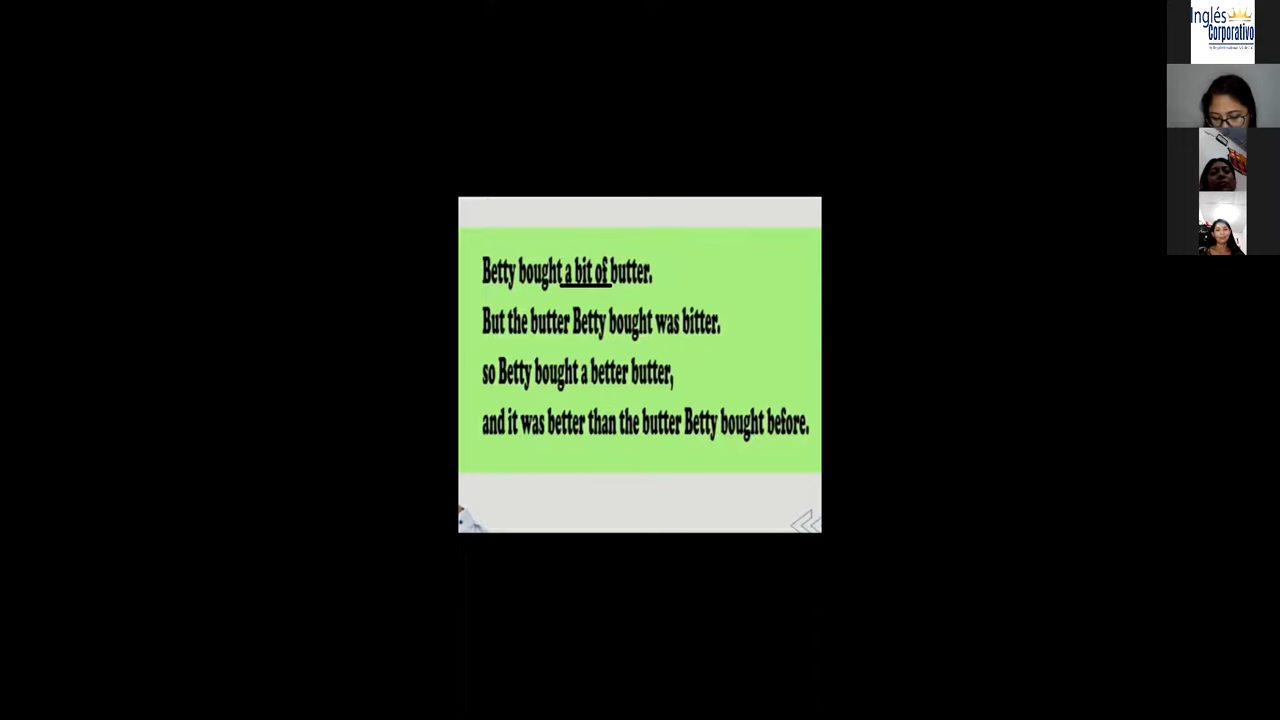 Inglés
Corporativo
Betty bought a bit of butter.
But the butter Betty bought was bitter.
so Betty bought a better butter,
and it was better than the butter Betty bought before.